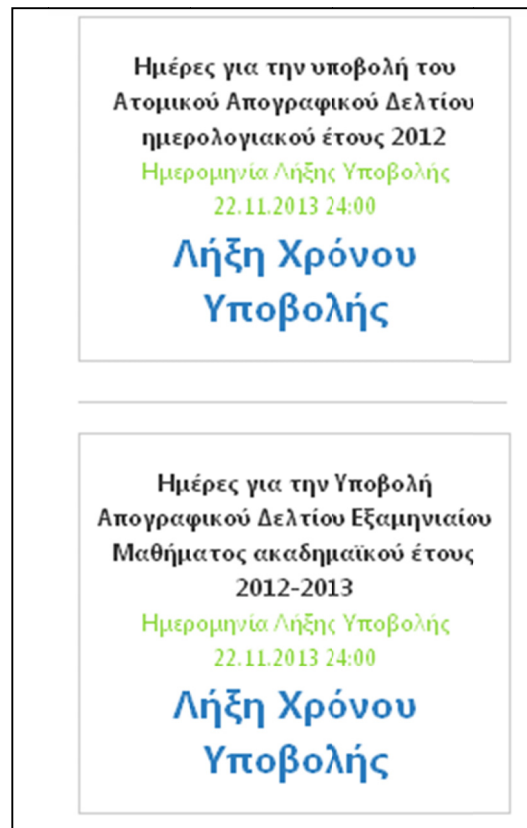 Ημέρες για την υποβολή του
Ατομικού Απογραφικού Δελτίου
ημερολογιακού έτους 2012
Ημερομηνία Λήξης Υποβολής
22.11.2013 24:00
Λήξη Χρόνου
Υποβολής
Ημέρες για την Υποβολή
Απογραφικού Δελτίου Εξαμηνιαίου
Μαθήματος ακαδημαϊκού έτους
2012-2013
Ημερομηνία Λήξης Υποβολής
22.11.2013 24:00
Λήξη Χρόνου
Υποβολής